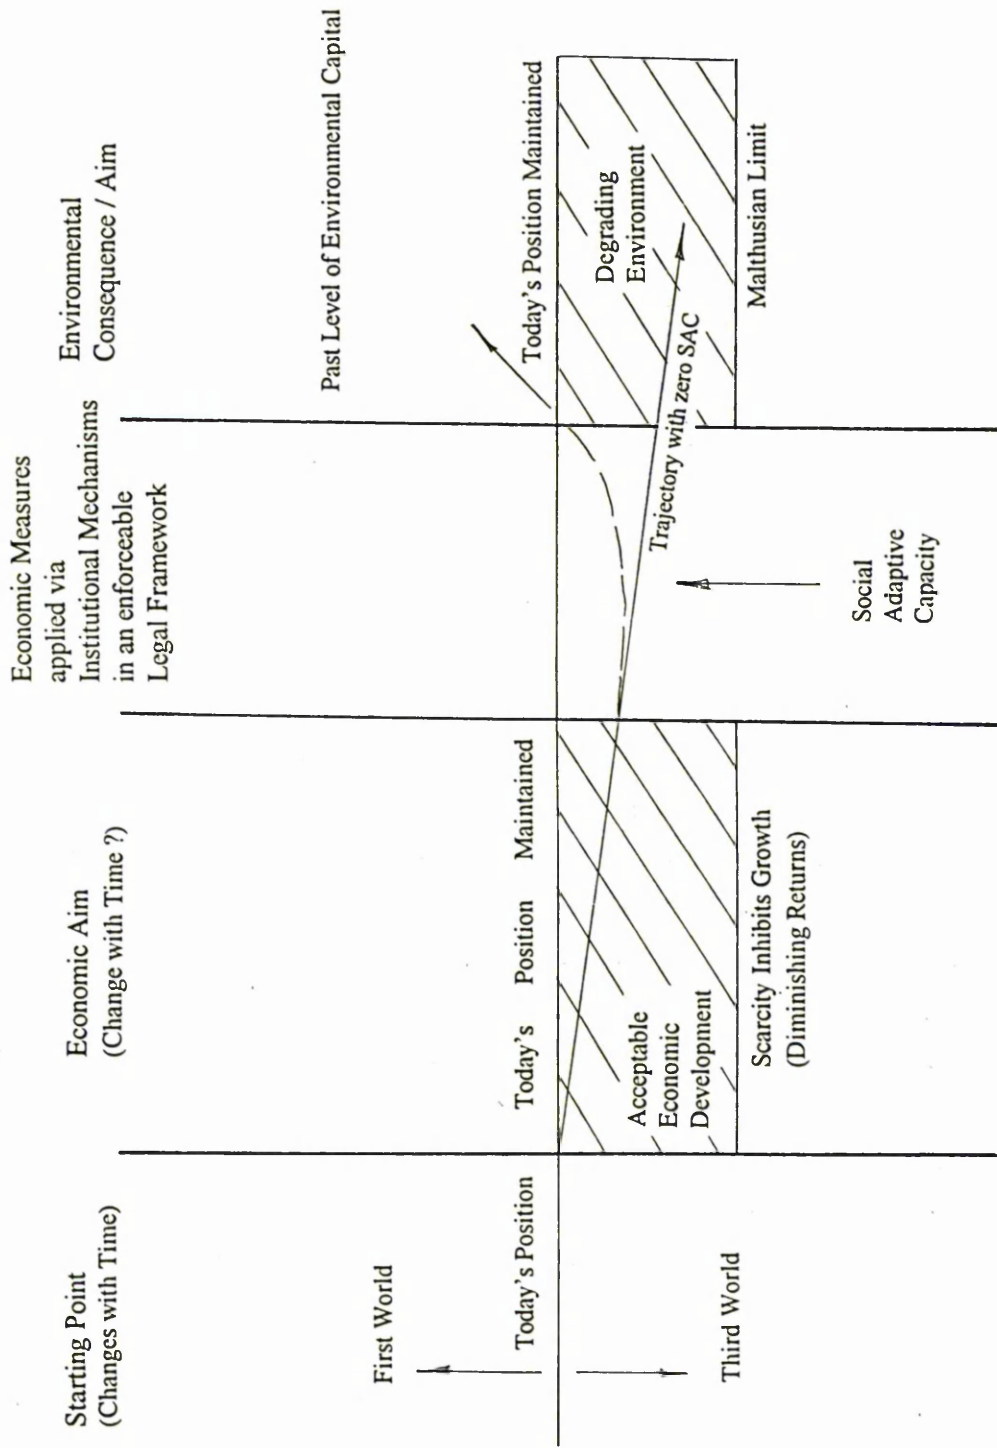 Starting Point
(Changes with Time)
Economic Aim
(Change with Time ?)
Economic Measures
applied via
Institutional Mechanisms
in an enforceable
Legal Framework
Environmental
Consequence / Aim
First World
Today's Position
Third World
Today's Position Maintained
Acceptable
Economic
Development
Scarcity Inhibits Growth
(Diminishing Returns)
Trajectory with zero SAC
Social
Adaptive
Capacity
Past Level of Environmental Capital
Today's Position Maintained
Degrading
Environment
Malthusian Limit